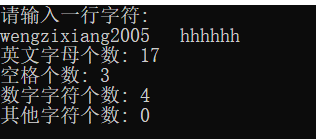 请输入一行字符:
wengzixiang2005   hhhhhh
英文字母个数: 17
空格个数: 3
数字字符个数: 4
其他字符个数: 0